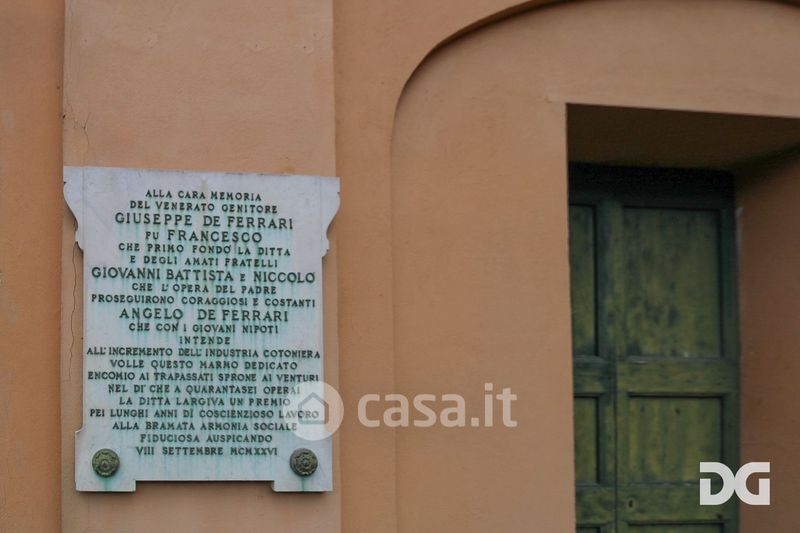 ALLA CARA MEMORIA
DEL VENERATO GENITORE
GIUSEPPE DE FERRARI
FU FRANCESCO
CHE PRIMO FONDÒ LA DITTA
E DEGLI AMATI FRATELLI
GIOVANNI BATTISTA E NICCOLÒ
CHE L'OPERA DEL PADRE
PROSEGUIRONO CORAGGIOSI E COSTANTI
ANGELO DE FERRARI
CHE CON I GIOVANI NIPOTI
INTENDE
ALL'INCREMENTO DELL'INDUSTRIA COTONIERA
VOLLE QUESTO MARMO DEDICATO
ENCOMIO AI TRAPASSATI SPRONE AI VENTURI
NEL DI' CHE A QUARANTASEI OPERAI
LA DITTA LARGIVA UN PREMIO
PEI LUNGHI ANNI DI COSCIENZIOSO LAVORO
ALLA BRAMATA ARMONIA SOCIALE
FIDUCIOSA AUSPICANDO
VIII SETTEMBRE MCMXXVI
casa.it
DG